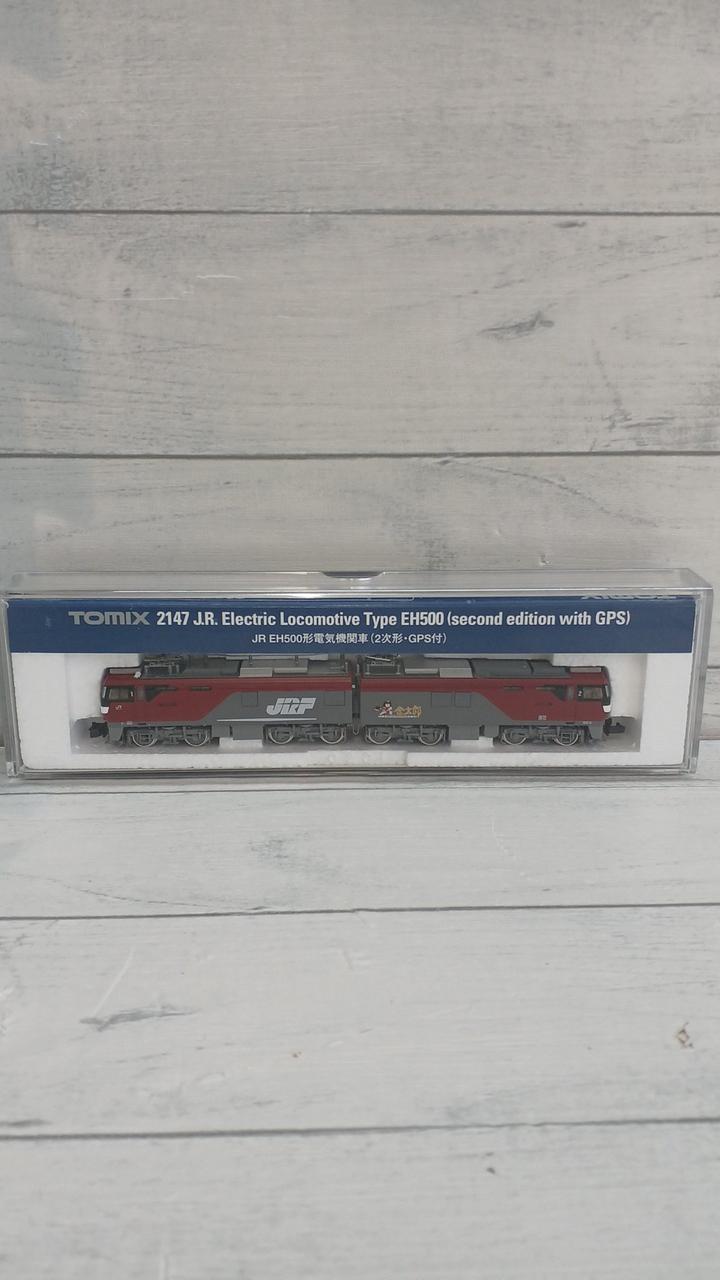 TOMIX 2147 J.R. Electric Locomotive Type EH500 (second edition with GPS)
JR EH500形電気機関車(2次形・GPS付)
JRF 金太郎